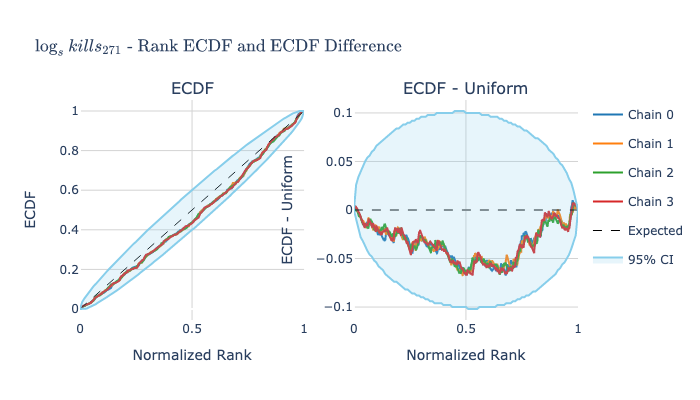 log_s kills_271 - Rank ECDF and ECDF Difference
ECDF
ECDF
1
0.8
0.6
0.4
0.2
0
0
0.5
1
Normalized Rank
ECDF - Uniform
ECDF - Uniform
0.1
0.05
0
−0.05
−0.1
0
0.5
1
Normalized Rank
Chain 0
Chain 1
Chain 2
Chain 3
Expected
95% CI